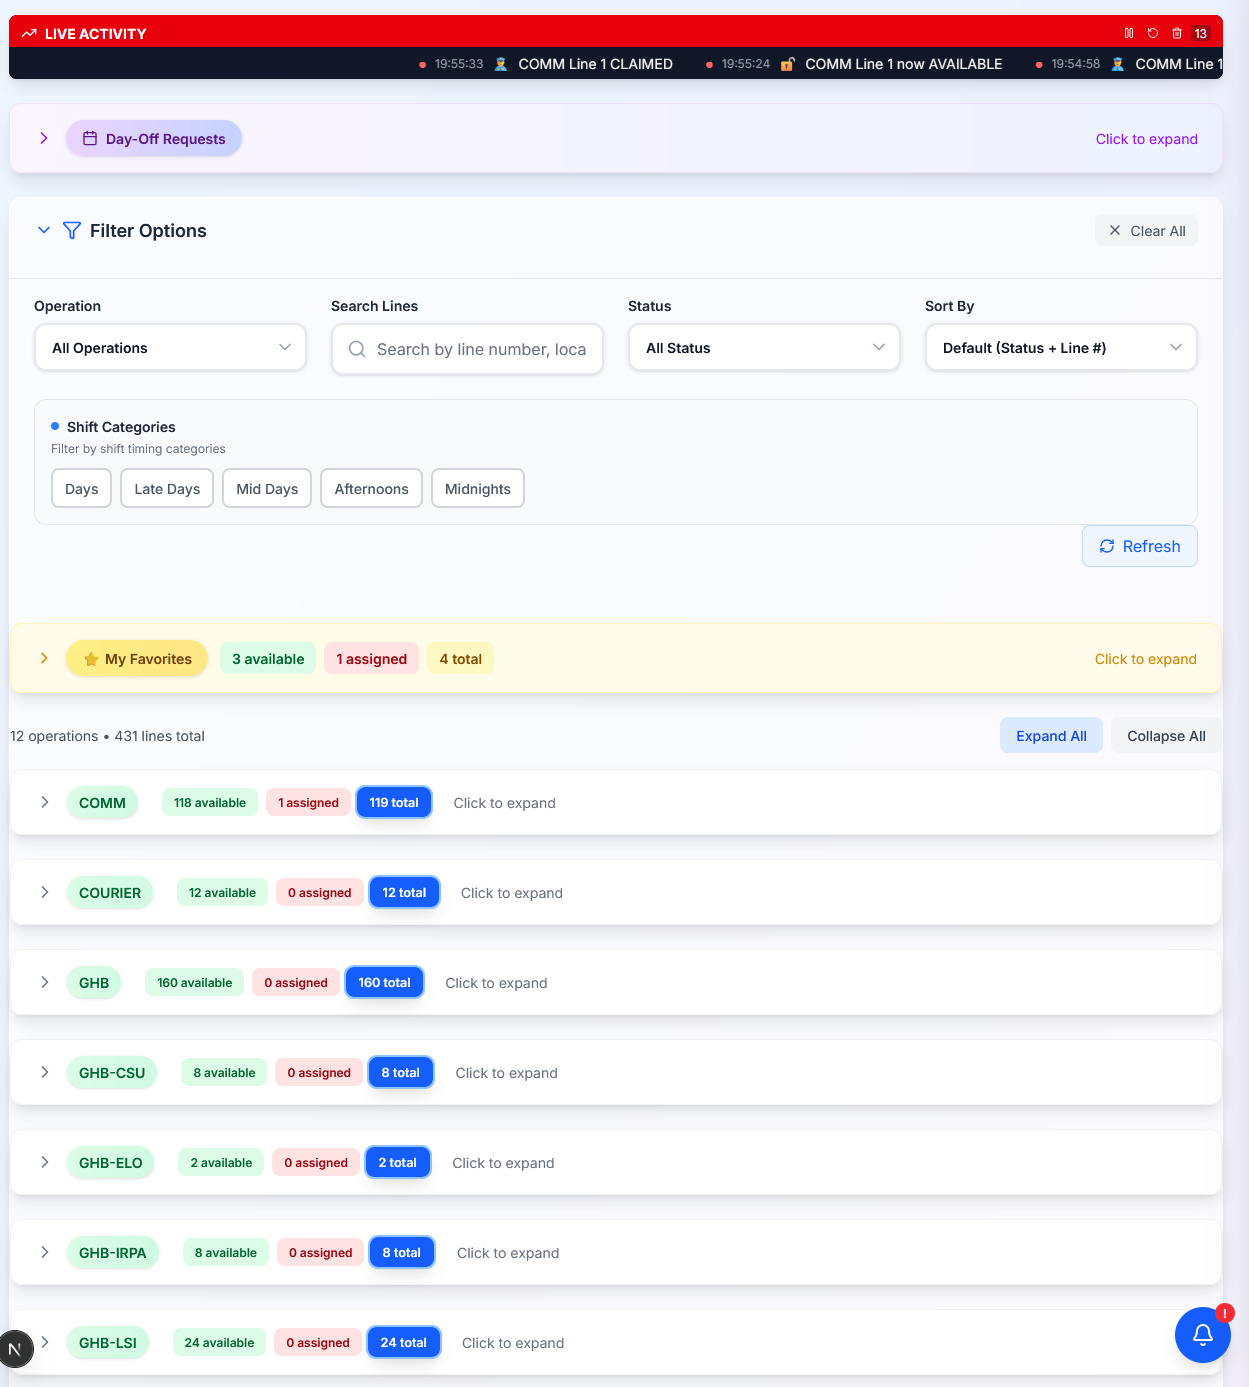 LIVE ACTIVITY
13
19:55:33 COMM Line 1 CLAIMED
19:55:24 COMM Line 1 now AVAILABLE
19:54:58 COMM Line 1
Day-Off Requests
Click to expand
Filter Options
Clear All
Operation
Search Lines
Status
Sort By
All Operations
Search by line number, loca
All Status
Default (Status + Line #)
Shift Categories
Filter by shift timing categories
Days
Late Days
Mid Days
Afternoons
Midnights
Refresh
My Favorites 3 available 1 assigned 4 total
Click to expand
12 operations • 431 lines total
Expand All
Collapse All
COMM 118 available 1 assigned 119 total Click to expand
COURIER 12 available 0 assigned 12 total Click to expand
GHB 160 available 0 assigned 160 total Click to expand
GHB-CSU 8 available 0 assigned 8 total Click to expand
GHB-ELO 2 available 0 assigned 2 total Click to expand
GHB-IRPA 8 available 0 assigned 8 total Click to expand
!
N
GHB-LSI 24 available 0 assigned 24 total Click to expand